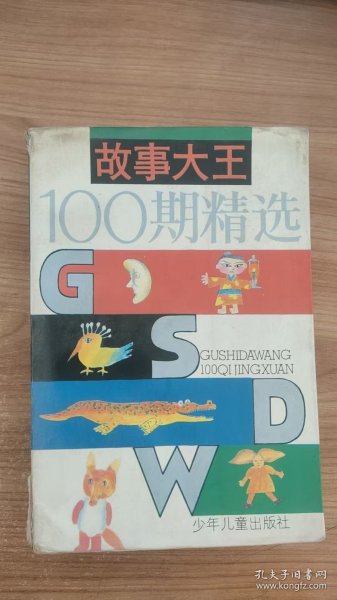 故事大王
100期精选
G
S
GUSHIDAWANG
100QI JINGXUAN
D
W
少年儿童出版社
孔夫子旧书网
kongfz.com